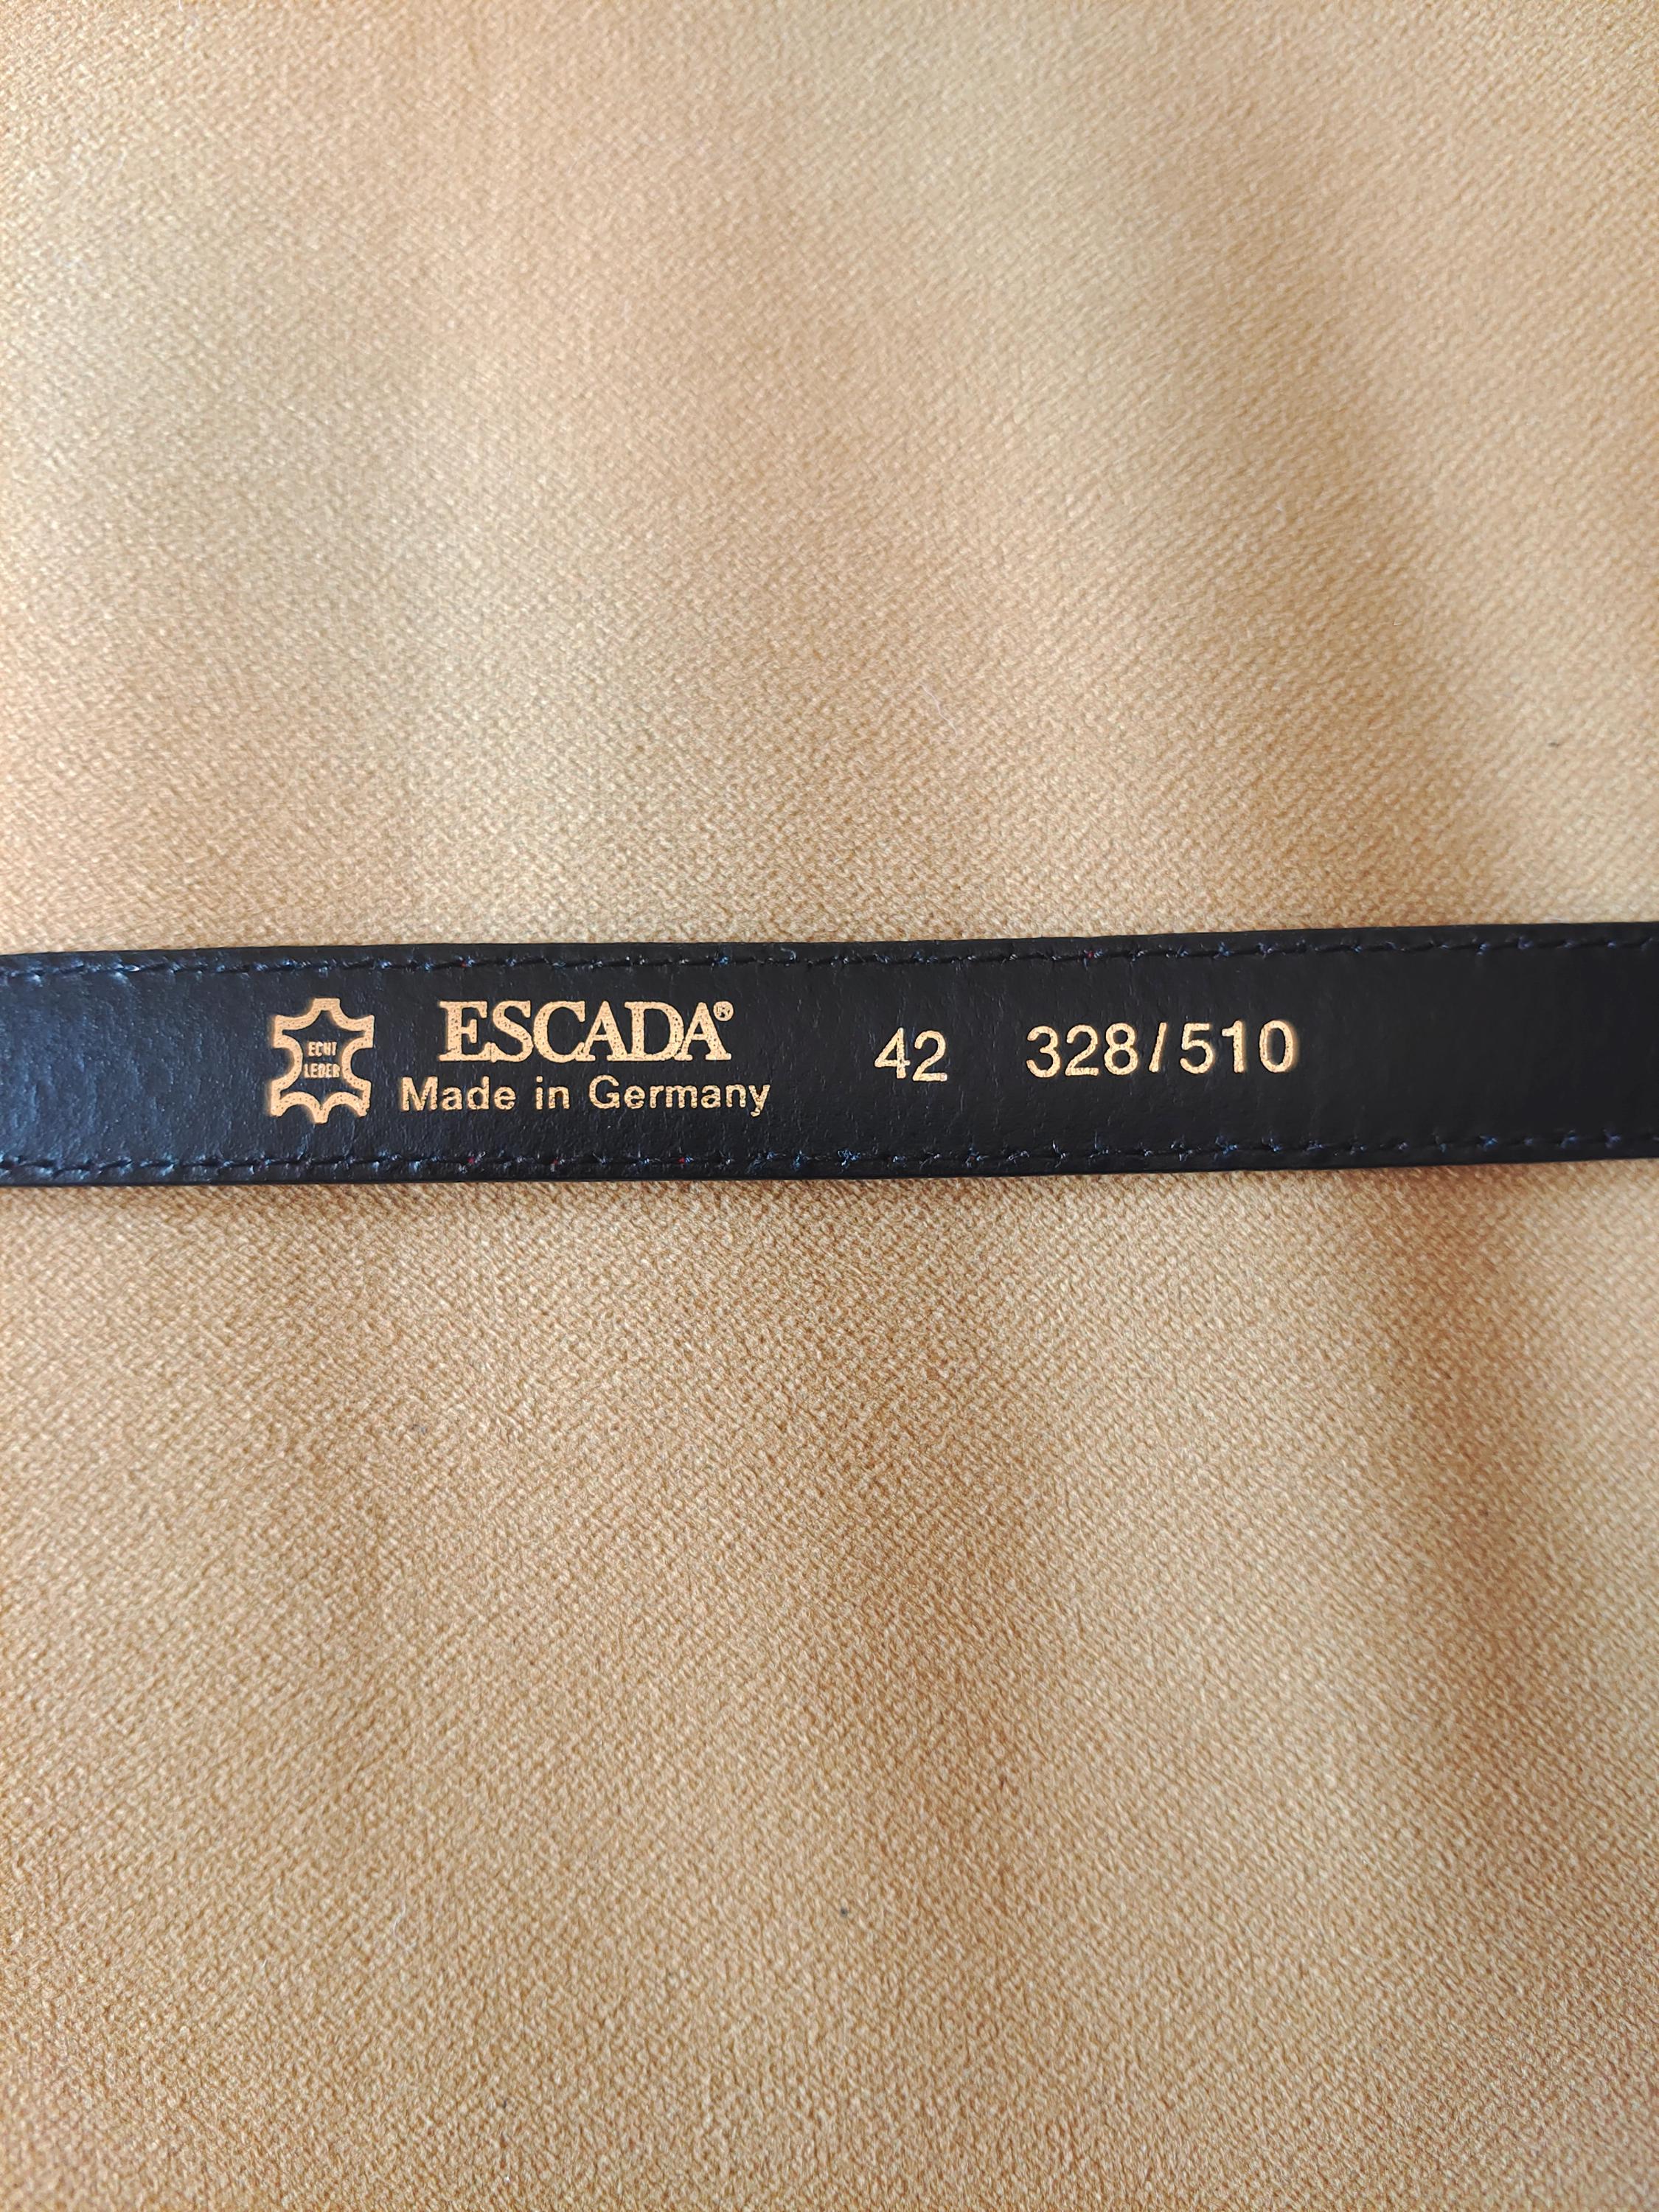 ECHT
LEDER
ESCADA®
Made in Germany
42 328/510